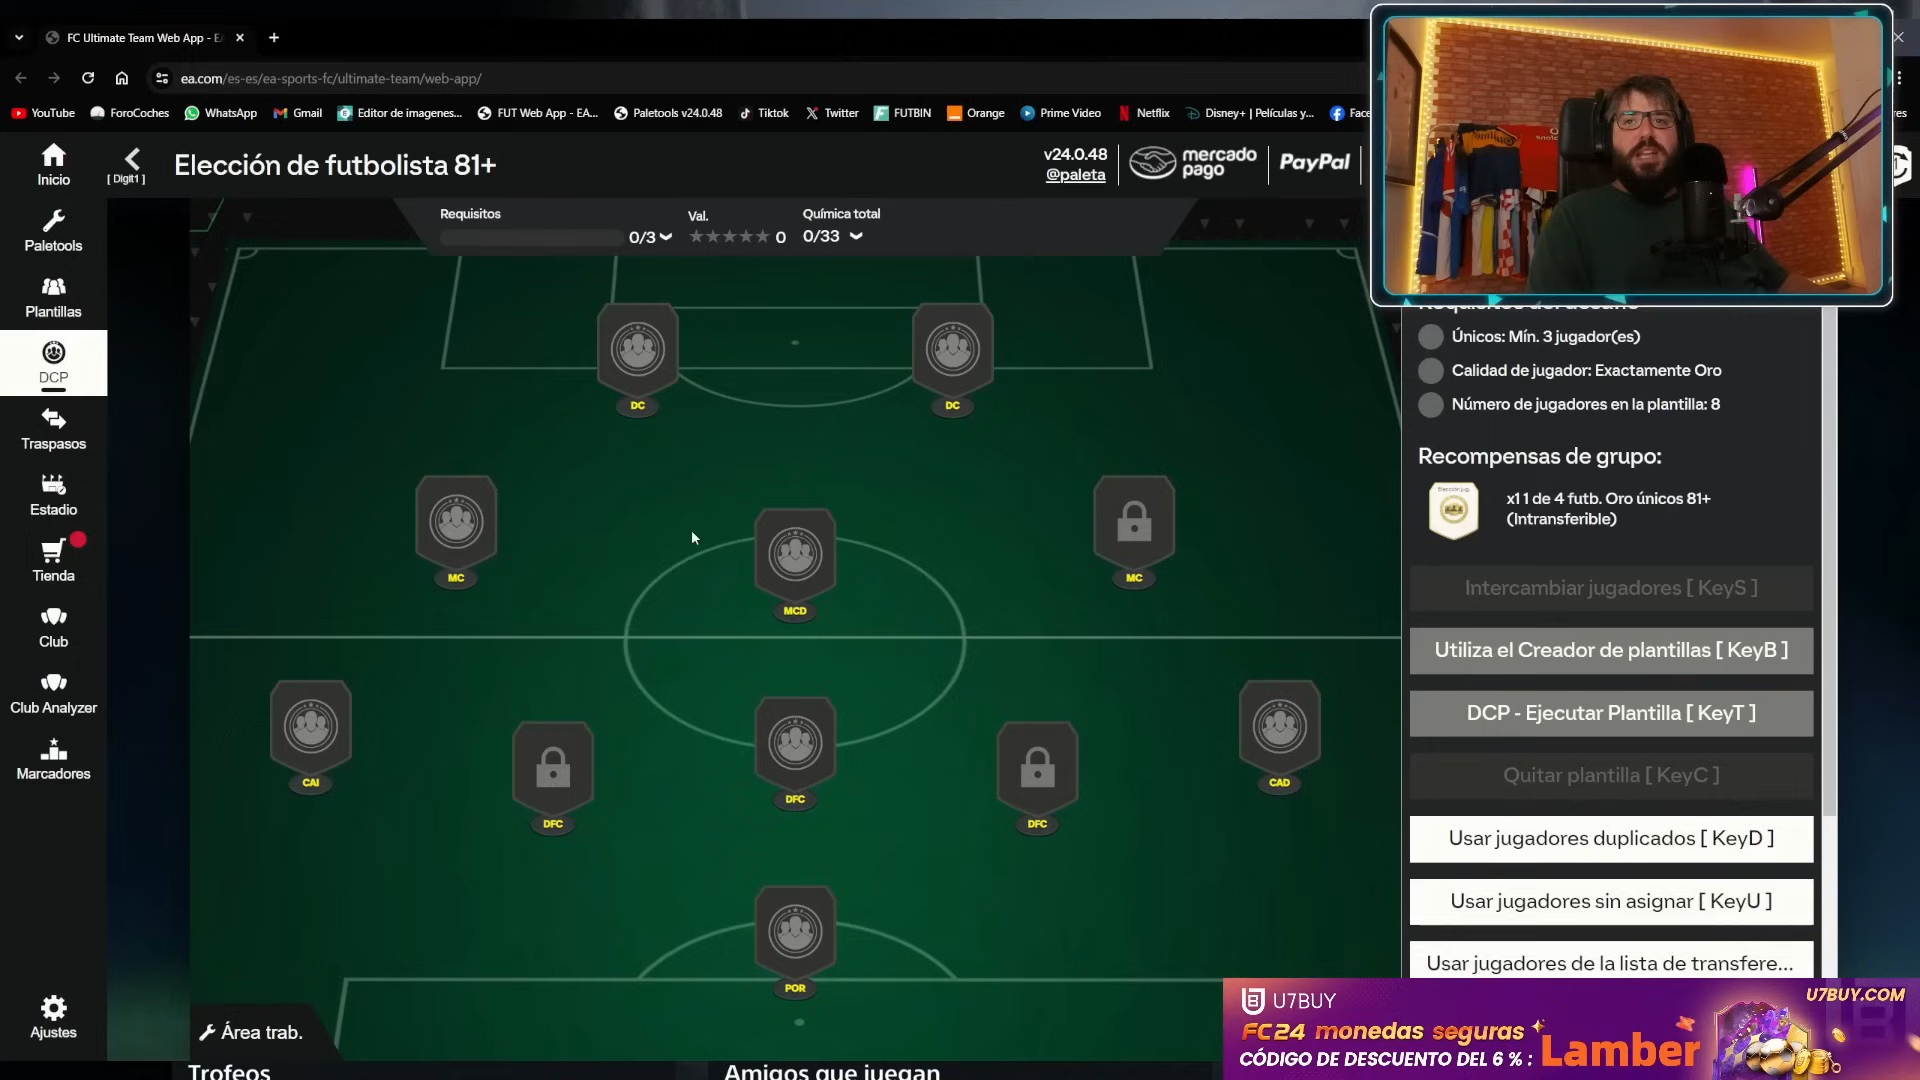 FC Ultimate Team Web App - EA
ea.com/es-es/ea-sports-fc/ultimate-team/web-app/
YouTube
ForoCoches
WhatsApp
Gmail
Editor de imagenes...
FUT Web App - EA...
Paletools v24.0.48
Tiktok
Twitter
FUTBIN
Orange
Prime Video
Netflix
Disney+ | Películas y...
Face
res
Inicio
[ Digit1 ]
Elección de futbolista 81+
v24.0.48
@paleta
mercado
pago
PayPal
Paletools
Plantillas
DCP
Traspasos
Estadio
Tienda
Club
Club Analyzer
Marcadores
Ajustes
Requisitos
0/3
Val.
0
Química total
0/33
DC
DC
MC
MCD
MC
CAI
DFC
DFC
DFC
CAD
POR
Área trab.
Trofeos
Amigos que juegan
Requisitos del desafío
Únicos: Mín. 3 jugador(es)
Calidad de jugador: Exactamente Oro
Número de jugadores en la plantilla: 8
Recompensas de grupo:
x1 1 de 4 futb. Oro únicos 81+
(Intransferible)
Intercambiar jugadores [ KeyS ]
Utiliza el Creador de plantillas [ KeyB ]
DCP - Ejecutar Plantilla [ KeyT ]
Quitar plantilla [ KeyC ]
Usar jugadores duplicados [ KeyD ]
Usar jugadores sin asignar [ KeyU ]
Usar jugadores de la lista de transfere...
U7BUY
U7BUY.COM
FC24 monedas seguras
CÓDIGO DE DESCUENTO DEL 6 % : Lamber